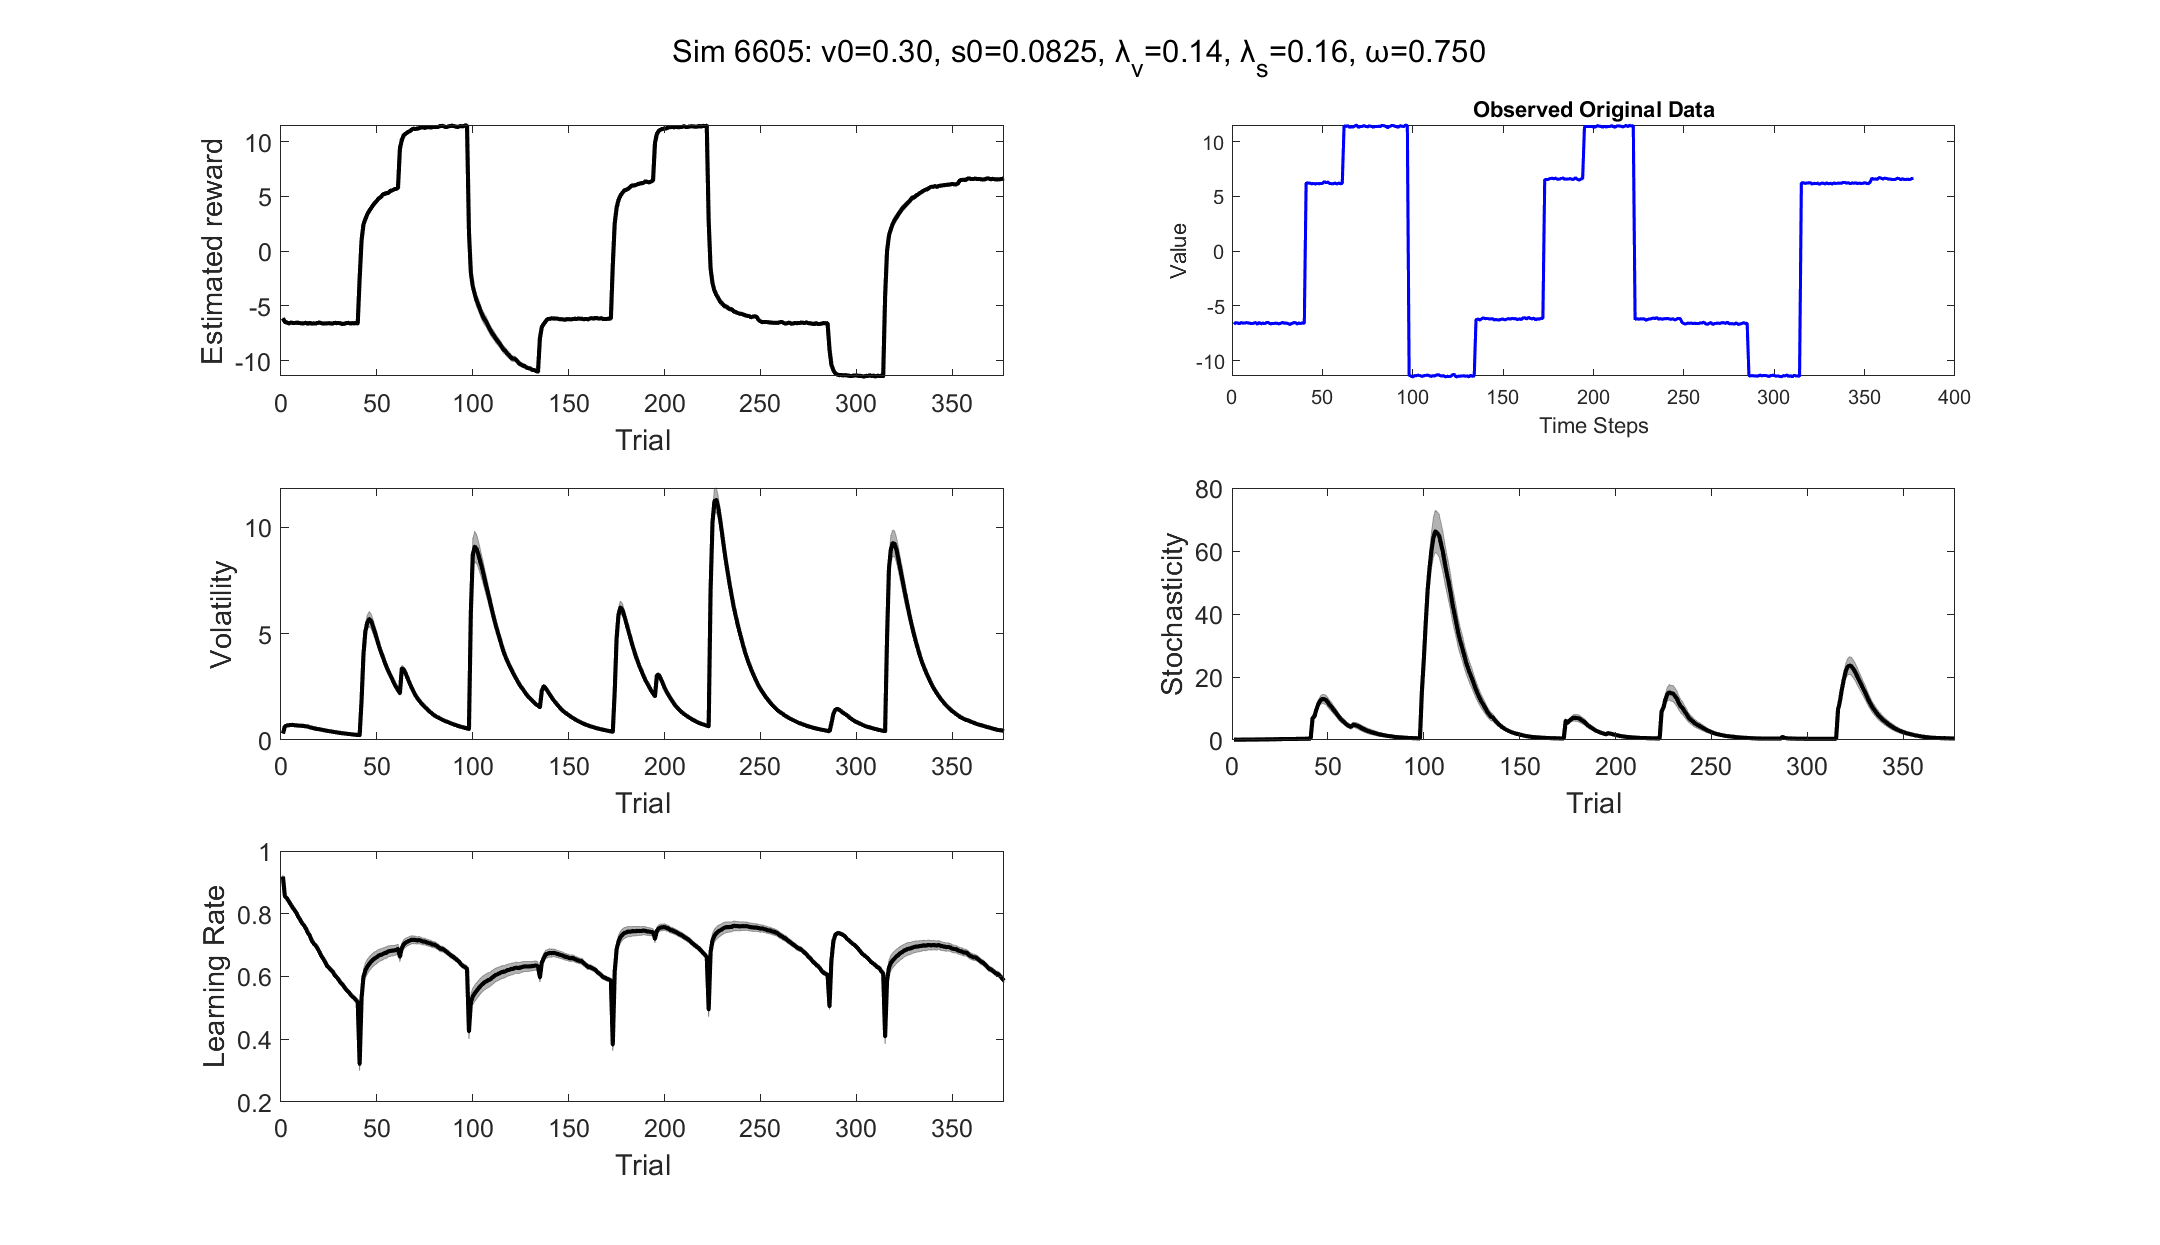 Sim 6605: v0=0.30, s0=0.0825, λ_v=0.14, λ_s=0.16, ω=0.750
Estimated reward
10
5
0
-5
-10
0 50 100 150 200 250 300 350
Trial
Observed Original Data
Value
10
5
0
-5
-10
0 50 100 150 200 250 300 350 400
Time Steps
Volatility
10
5
0
0 50 100 150 200 250 300 350
Trial
Stochasticity
80
60
40
20
0
0 50 100 150 200 250 300 350
Trial
Learning Rate
1
0.8
0.6
0.4
0.2
0 50 100 150 200 250 300 350
Trial